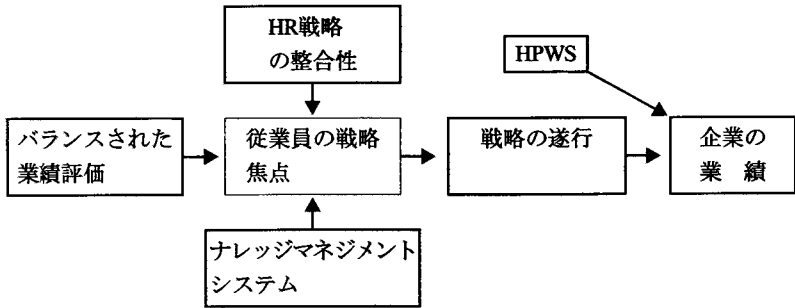 HR戦略
の整合性
HPWS
バランスされた
業績評価
従業員の戦略
焦点
戦略の遂行
企業の
業　績
ナレッジマネジメント
システム